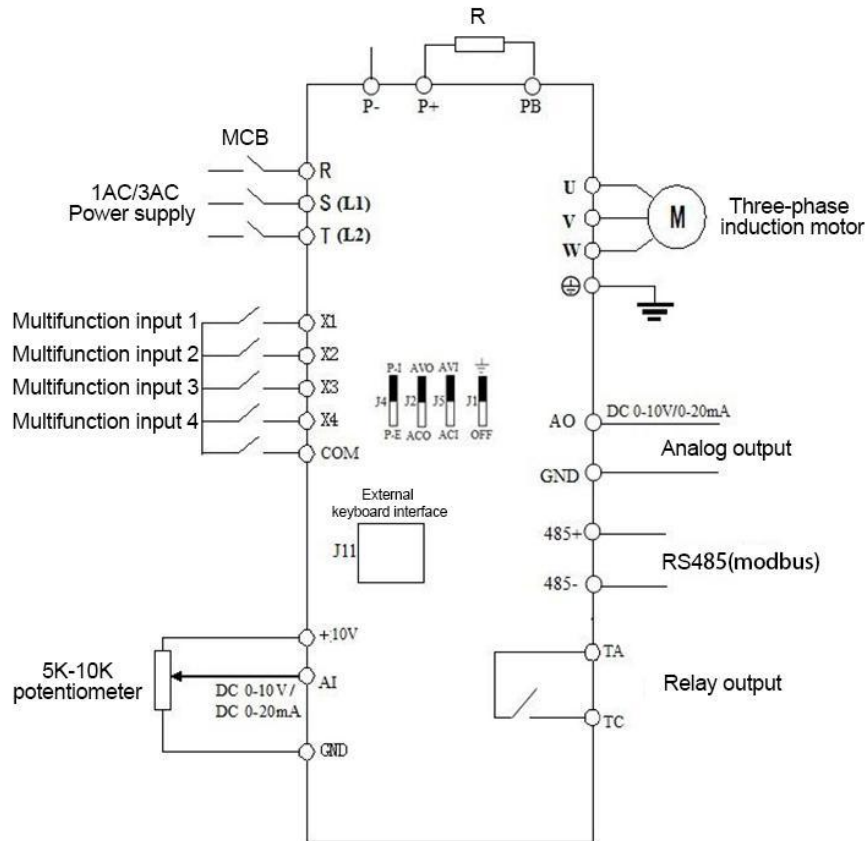 R
P-
P+
PB
MCB
R
1AC/3AC
Power supply
S (L1)
T (L2)
U
V
W
M
Three-phase
induction motor
Multifunction input 1
X1
Multifunction input 2
X2
Multifunction input 3
X3
Multifunction input 4
X4
COM
P-I
AVO
AVI
J4
J2
J5
J1
P-E
ACO
ACI
OFF
AO
DC 0-10V/0-20mA
Analog output
GND
External
keyboard interface
J11
485+
RS485(modbus)
485-
+10V
5K-10K
potentiometer
AI
DC 0-10V/
DC 0-20mA
GND
TA
Relay output
TC